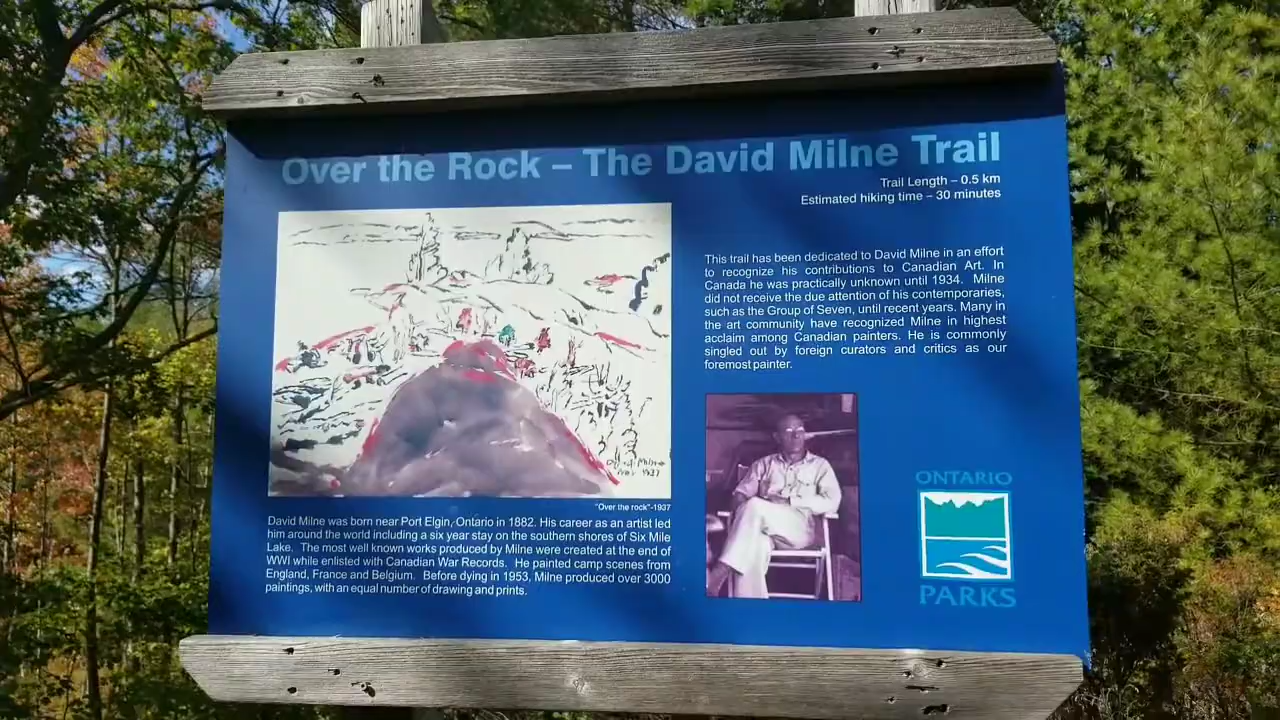 Over the Rock – The David Milne Trail
Trail Length – 0.5 km
Estimated hiking time – 30 minutes
This trail has been dedicated to David Milne in an effort
to recognize his contributions to Canadian Art. In
Canada he was practically unknown until 1934. Milne
did not receive the due attention of his contemporaries,
such as the Group of Seven, until recent years. Many in
the art community have recognized Milne in highest
acclaim among Canadian painters. He is commonly
singled out by foreign curators and critics as our
foremost painter.
"Over the rock"-1937
David Milne was born near Port Elgin, Ontario in 1882. His career as an artist led
him around the world including a six year stay on the southern shores of Six Mile
Lake. The most well known works produced by Milne were created at the end of
WWI while enlisted with Canadian War Records. He painted camp scenes from
England, France and Belgium. Before dying in 1953, Milne produced over 3000
paintings, with an equal number of drawing and prints.
ONTARIO
PARKS